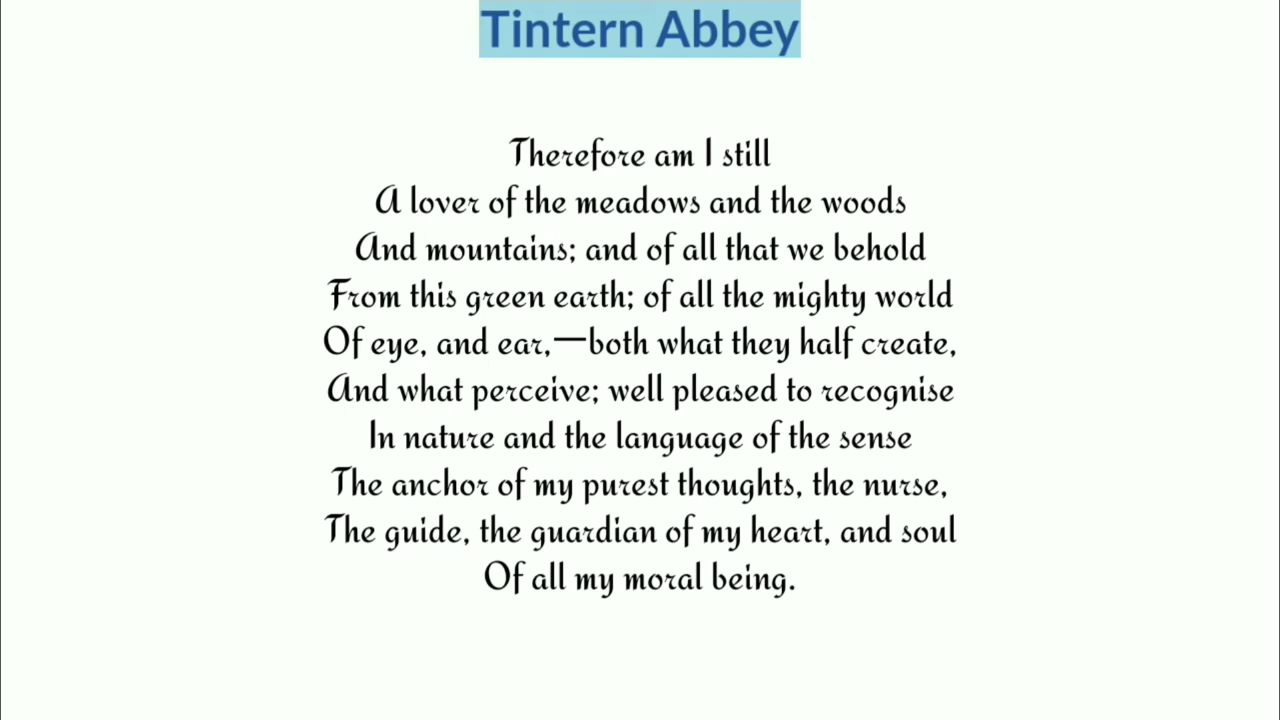 Tintern Abbey
Therefore am I still
A lover of the meadows and the woods
And mountains; and of all that we behold
From this green earth; of all the mighty world
Of eye, and ear,—both what they half create,
And what perceive; well pleased to recognise
In nature and the language of the sense
The anchor of my purest thoughts, the nurse,
The guide, the guardian of my heart, and soul
Of all my moral being.